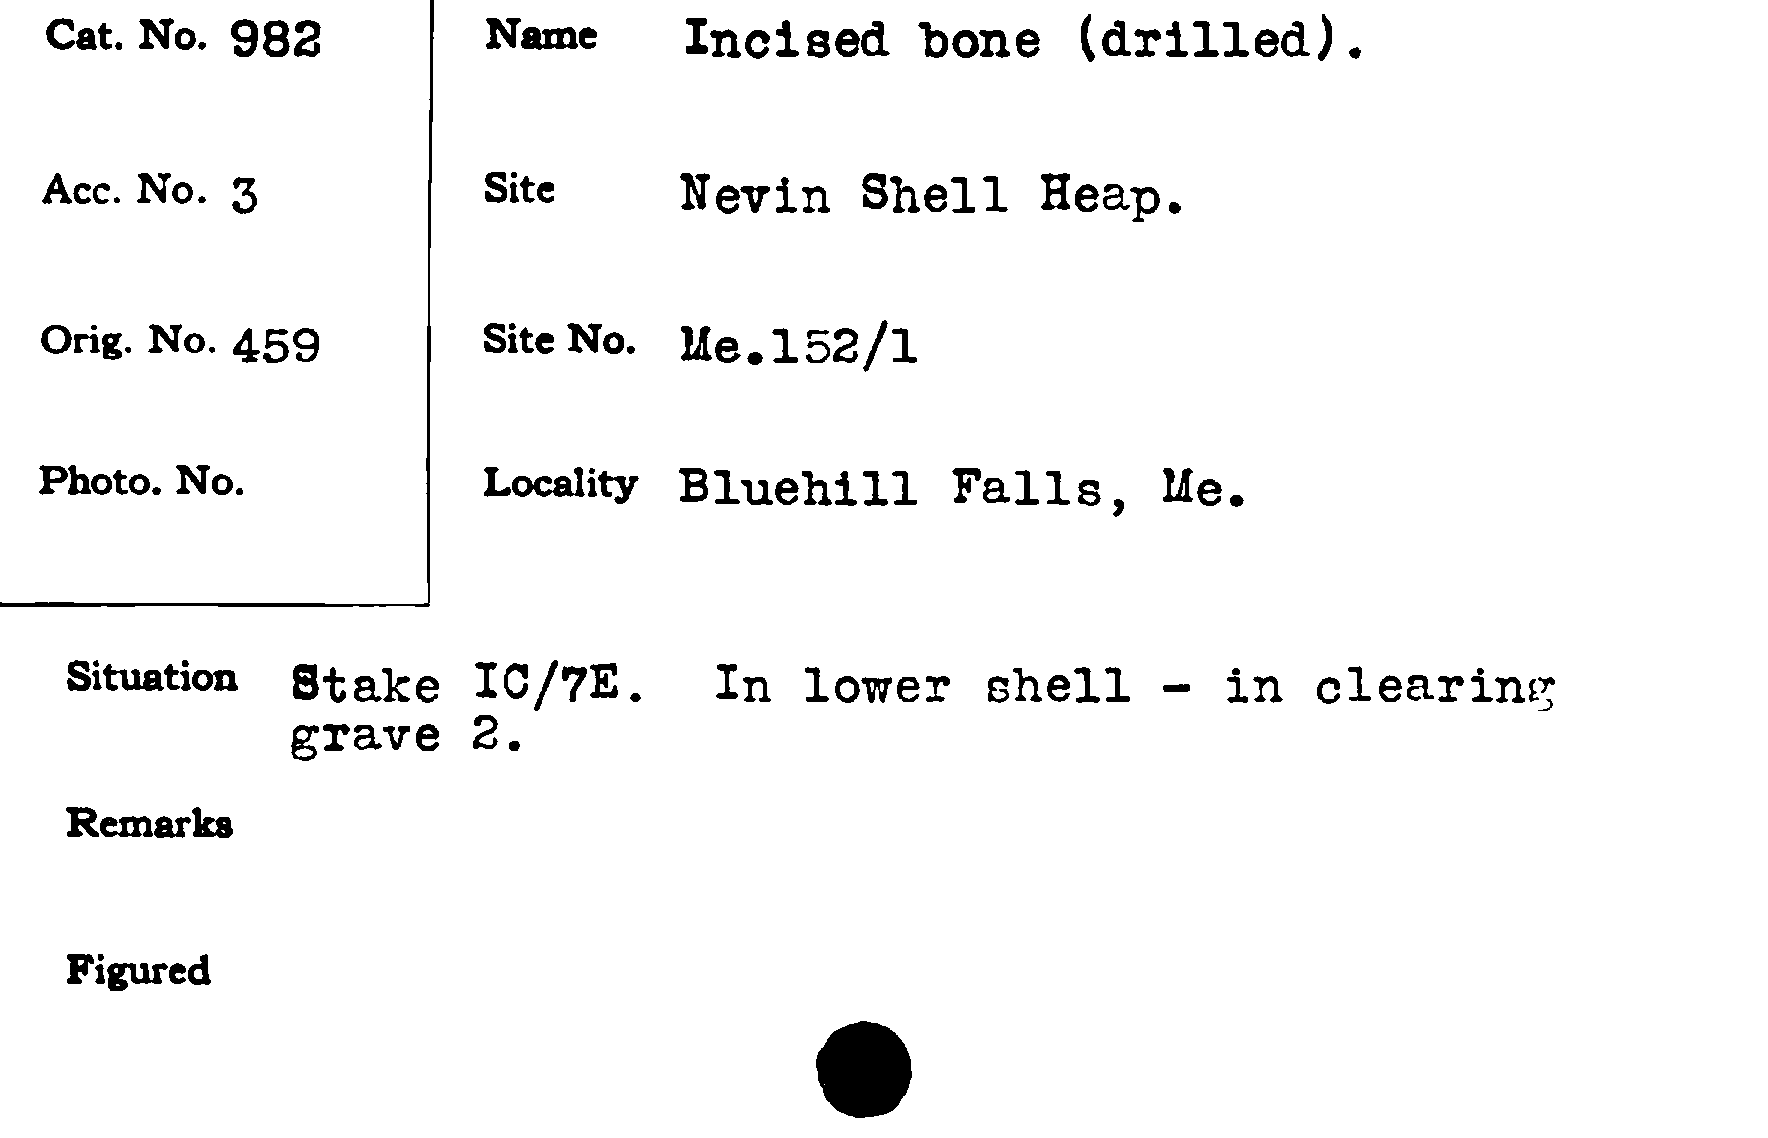 Cat. No. 982 Name Incised bone (drilled).
Acc. No. 3 Site Nevin Shell Heap.
Orig. No. 459 Site No. Me.152/1
Photo. No. Locality Bluehill Falls, Me.
Situation Stake IC/7E. In lower shell - in clearing
grave 2.
Remarks
Figured